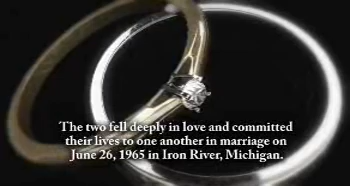 The two fell deeply in love and committed
their lives to one another in marriage on
June 26, 1965 in Iron River, Michigan.